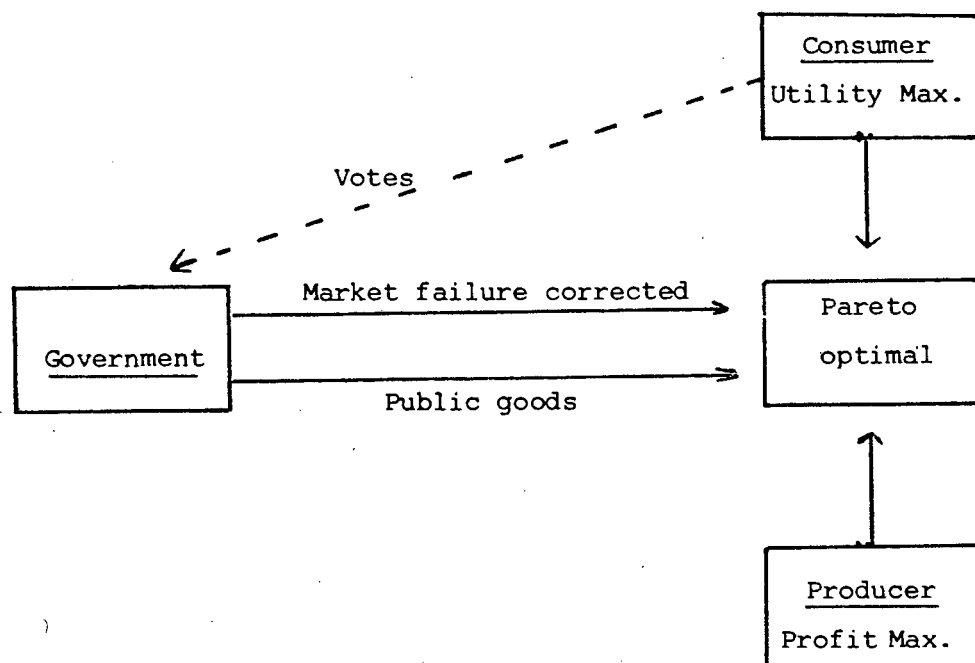 Consumer
Utility Max.
Votes
Market failure corrected
Government
Public goods
Pareto
optimal
Producer
Profit Max.